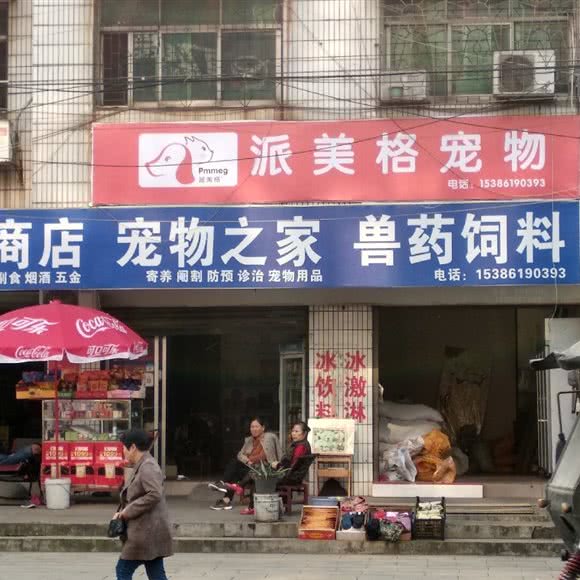 Pmmeg
派美格
派美格宠物
电话：15386190393
商店 宠物之家 兽药饲料
副食 烟酒 五金
寄养 阉割 防预 诊治 宠物用品
电话：15386190393
Coca-Cola
可口可乐
Coca-Cola
可口可乐
冰饮料
冰激淋